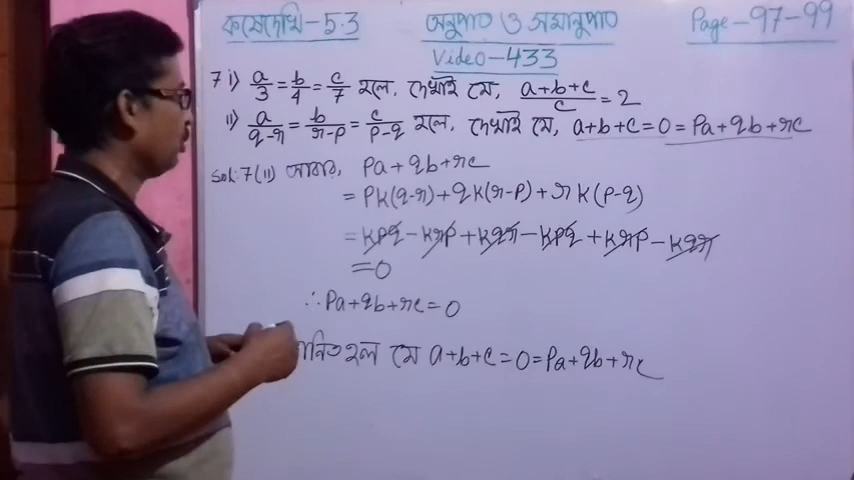 কষেদেখি-5.3 অনুপাত ও সমানুপাত Page-97-99
Video-433
7 i) a/3 = b/4 = c/7 হলে, দেখাই যে, (a+b+c)/c = 2
ii) a/(q-r) = b/(r-p) = c/(p-q) হলে, দেখাই যে, a+b+c=0=Pa+qb+rc
Sol:7(ii) আবার, Pa+qb+rc
= Pk(q-r)+qk(r-p)+rk(p-q)
= kpq-krp+kqr-kpq+krp-kqr
=0
∴Pa+qb+rc=0
হল যে a+b+c=0=Pa+qb+rc